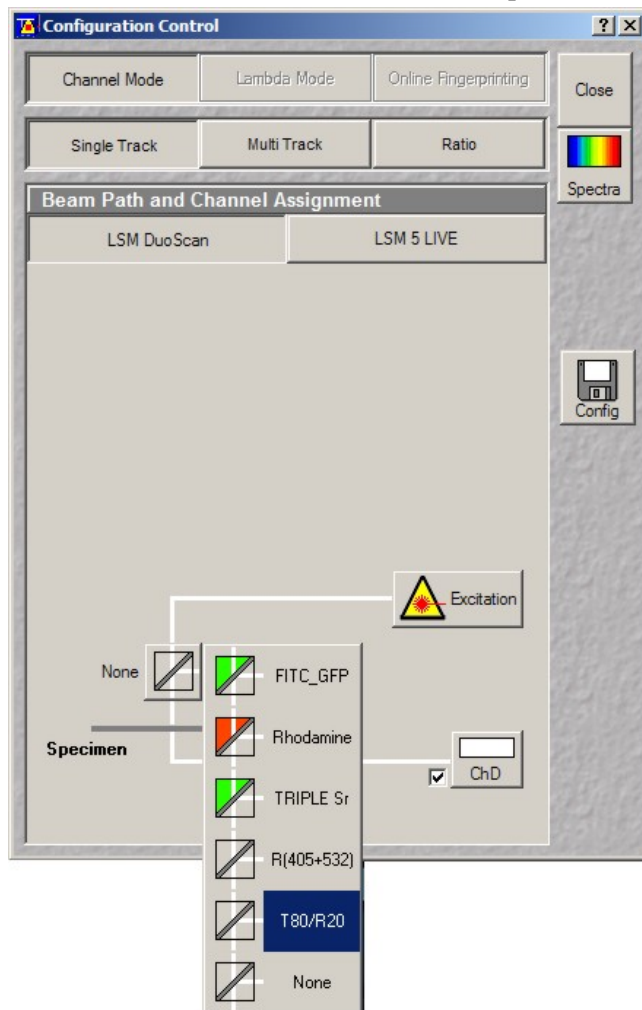 Configuration Control
Channel Mode
Lambda Mode
Online Fingerprinting
Close
Single Track
Multi Track
Ratio
Spectra
Beam Path and Channel Assignment
LSM DuoScan
LSM 5 LIVE
Config
Excitation
None
FITC_GFP
Rhodamine
Specimen
ChD
TRIPLE Sr
R(405+532)
T80/R20
None